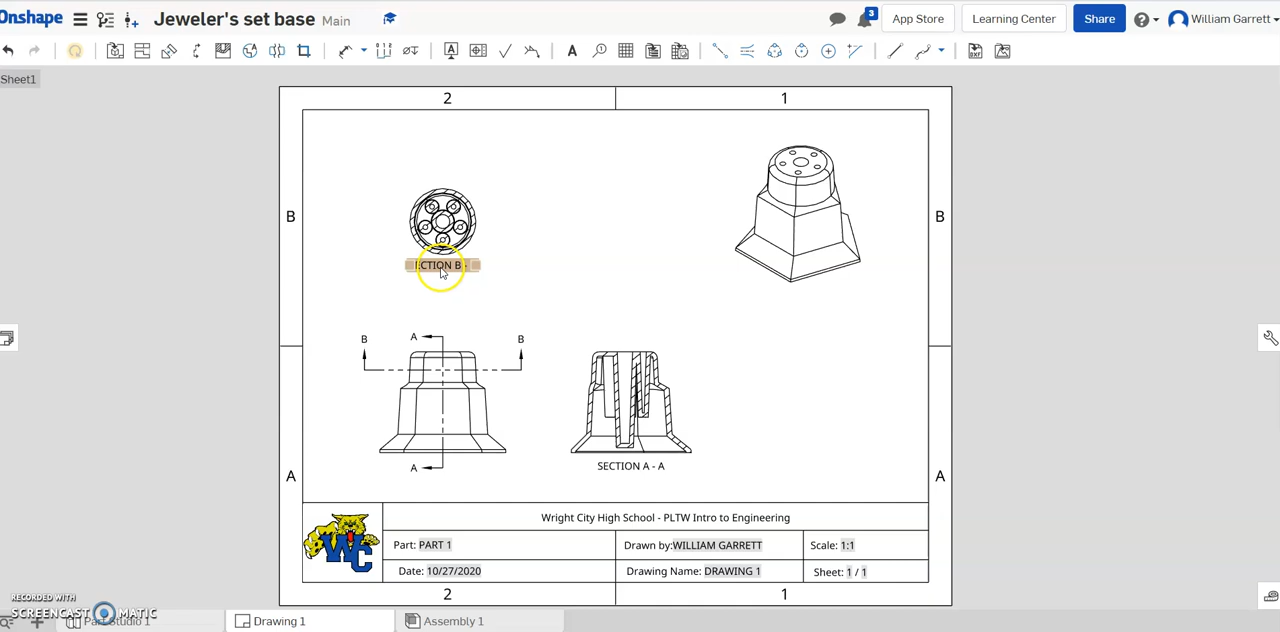 Onshape Jeweler's set base Main 3 App Store Learning Center Share William Garrett
Sheet1
2 1
B B
ECTION B -
B A B
A
SECTION A - A
A A
Wright City High School - PLTW Intro to Engineering
WC
Part: PART 1 Drawn by:WILLIAM GARRETT Scale: 1:1
Date: 10/27/2020 Drawing Name: DRAWING 1 Sheet: 1 / 1
2 1
RECORDED WITH
SCREENCAST MATIC
Part Studio 1 Drawing 1 Assembly 1